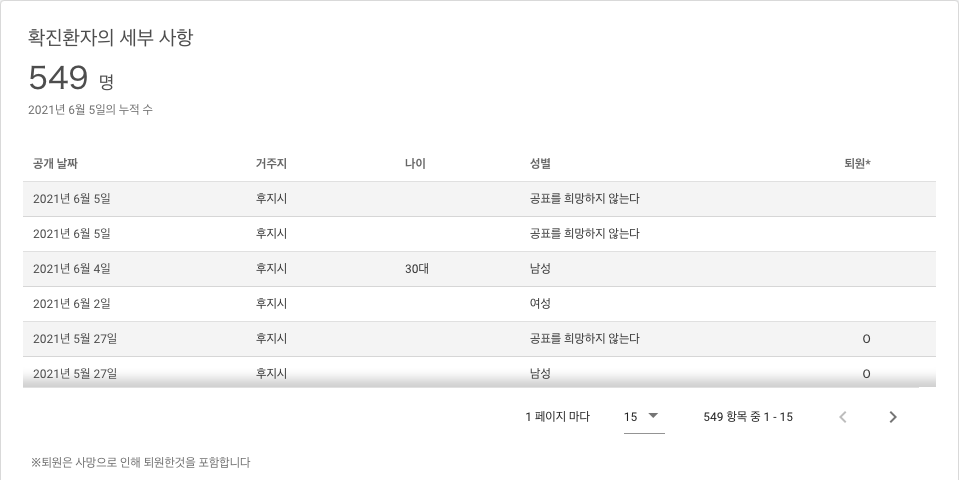 확진환자의 세부 사항
549 명
2021년 6월 5일의 누적 수
공개 날짜 거주지 나이 성별 퇴원*
2021년 6월 5일 후지시 공표를 희망하지 않는다
2021년 6월 5일 후지시 공표를 희망하지 않는다
2021년 6월 4일 후지시 30대 남성
2021년 6월 2일 후지시 여성
2021년 5월 27일 후지시 공표를 희망하지 않는다 O
2021년 5월 27일 후지시 남성 O
1 페이지 마다 15 549 항목 중 1 - 15
※퇴원은 사망으로 인해 퇴원한것을 포함합니다